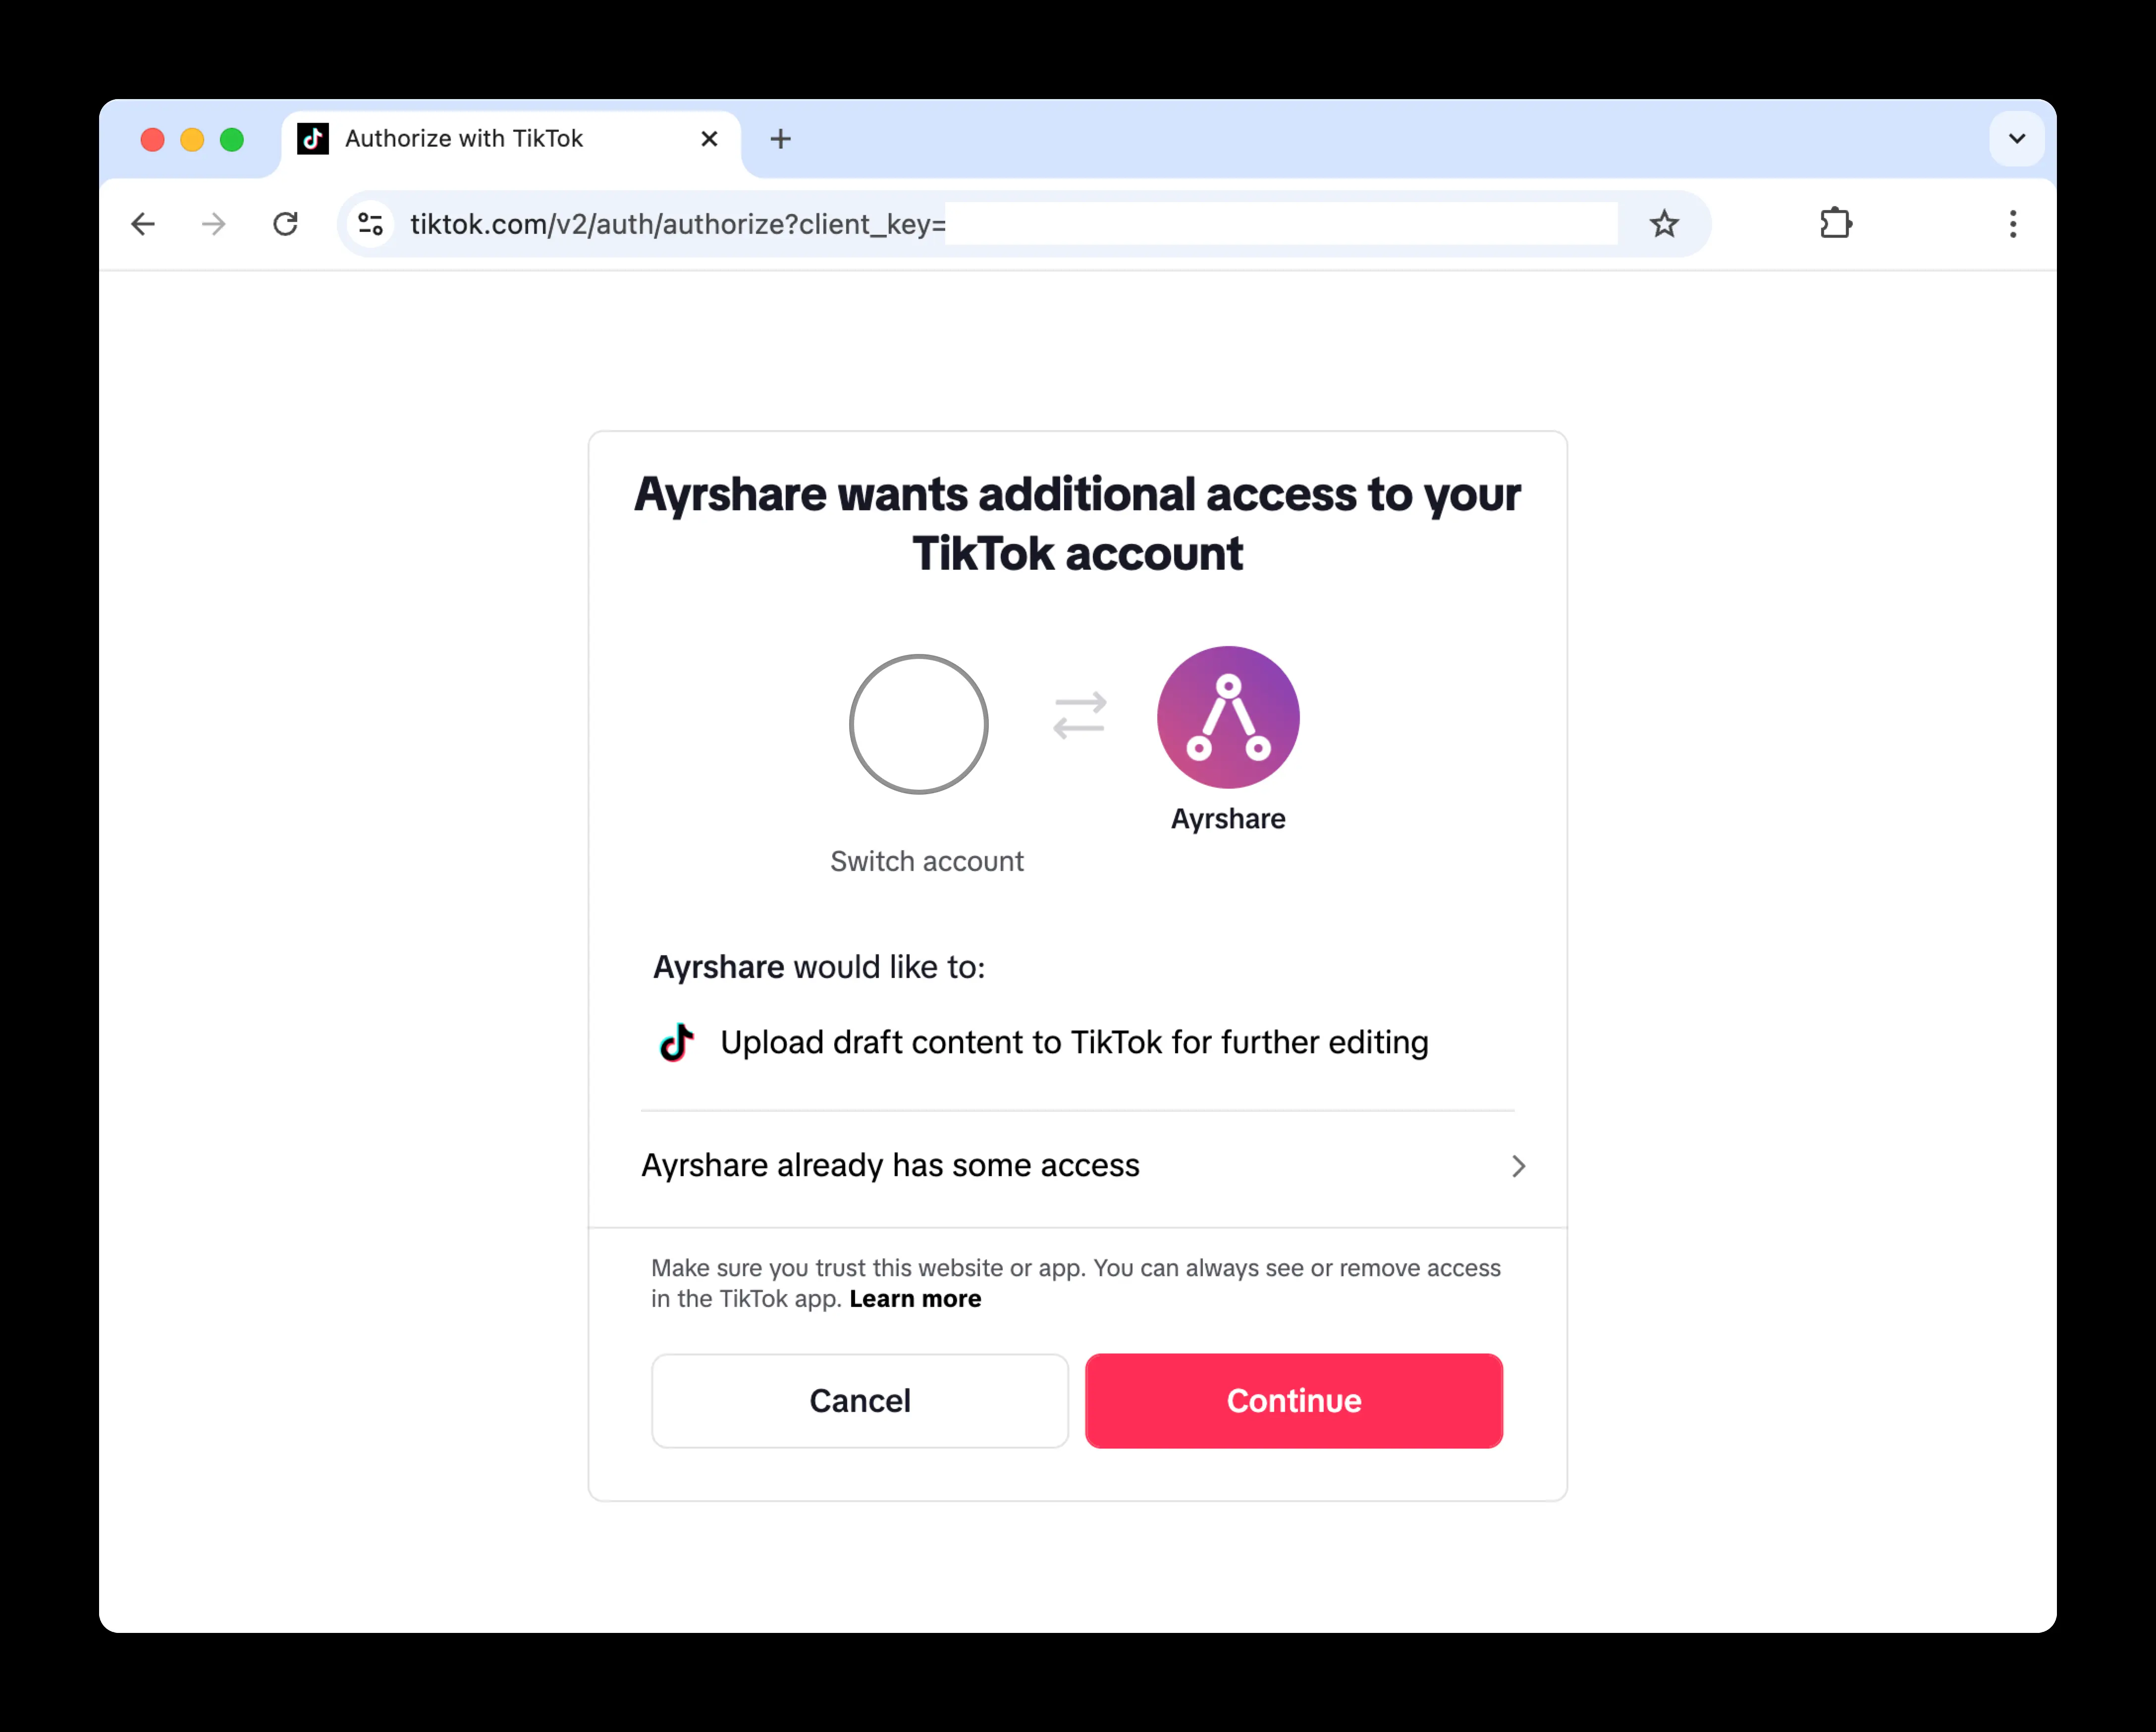 Authorize with TikTok
tiktok.com/v2/auth/authorize?client_key=
Ayrshare wants additional access to your
TikTok account
Ayrshare
Switch account
Ayrshare would like to:
Upload draft content to TikTok for further editing
Ayrshare already has some access
Make sure you trust this website or app. You can always see or remove access
in the TikTok app. Learn more
Cancel
Continue